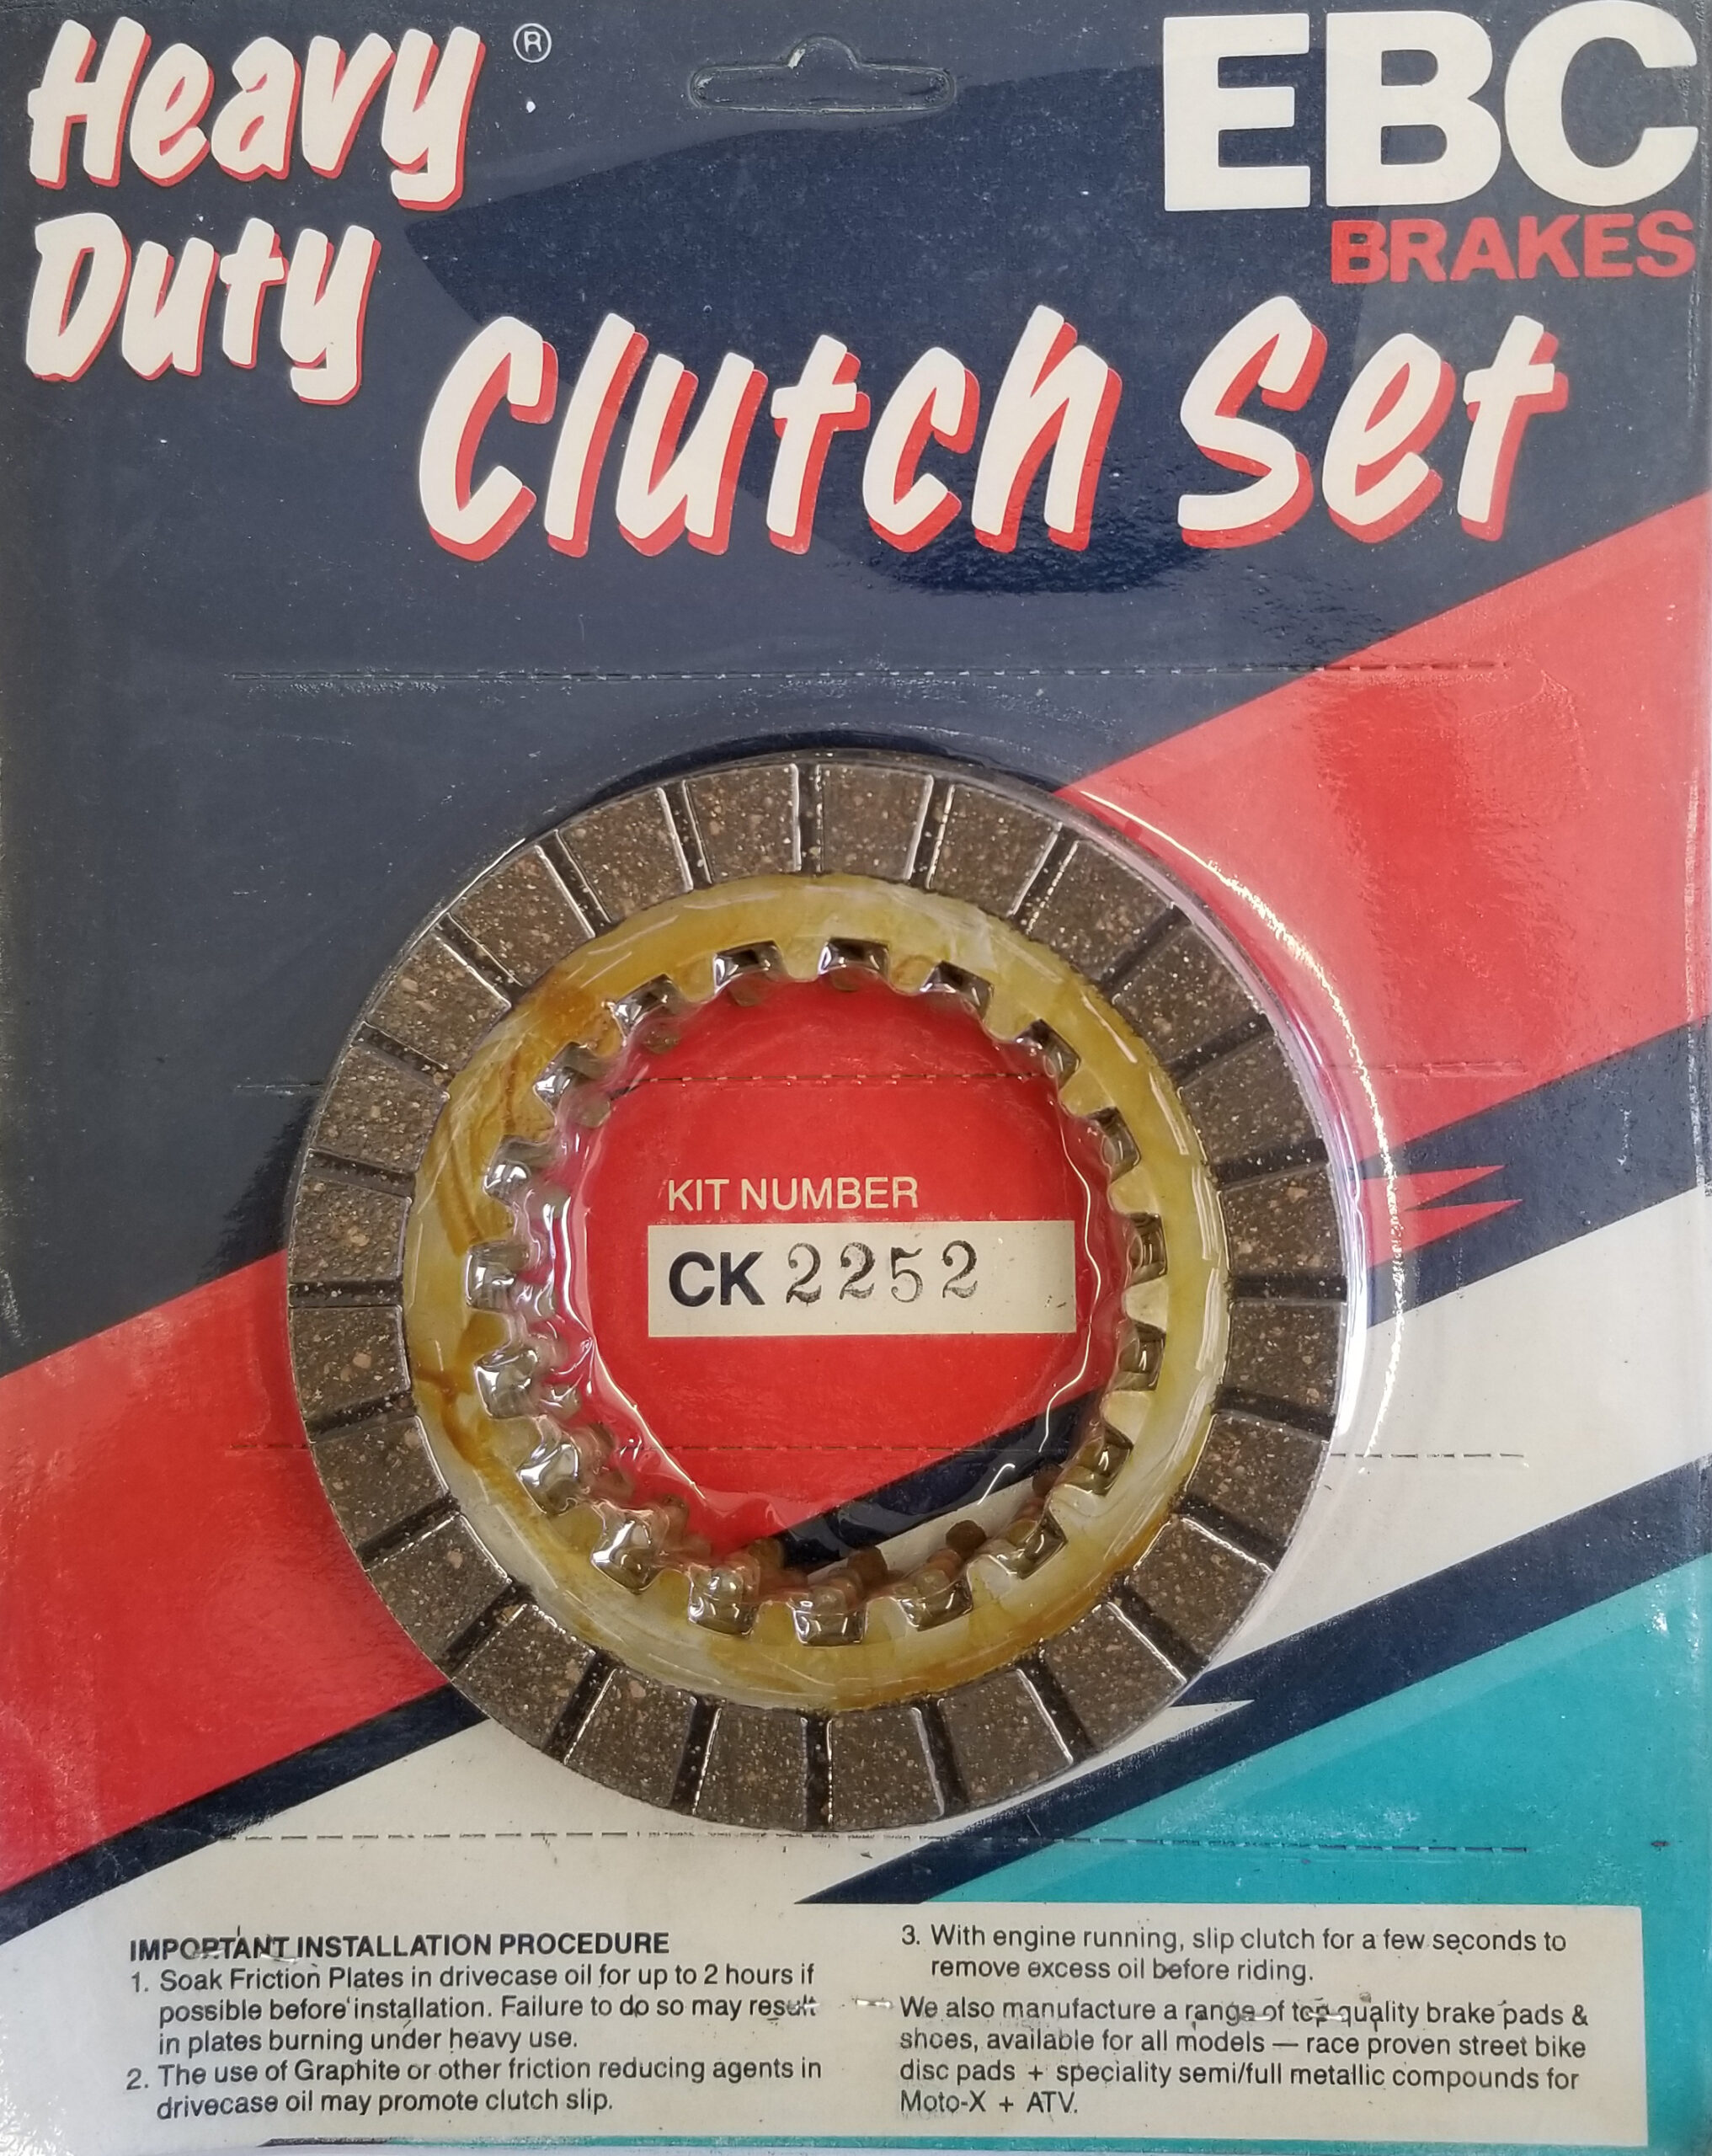 Heavy ®
Duty
Clutch Set
EBC
BRAKES
KIT NUMBER
CK 2252
IMPORTANT INSTALLATION PROCEDURE
1. Soak Friction Plates in drivecase oil for up to 2 hours if
possible before installation. Failure to do so may result
in plates burning under heavy use.
2. The use of Graphite or other friction reducing agents in
drivecase oil may promote clutch slip.
3. With engine running, slip clutch for a few seconds to
remove excess oil before riding.
We also manufacture a range of top quality brake pads &
shoes, available for all models — race proven street bike
disc pads + speciality semi/full metallic compounds for
Moto-X + ATV.